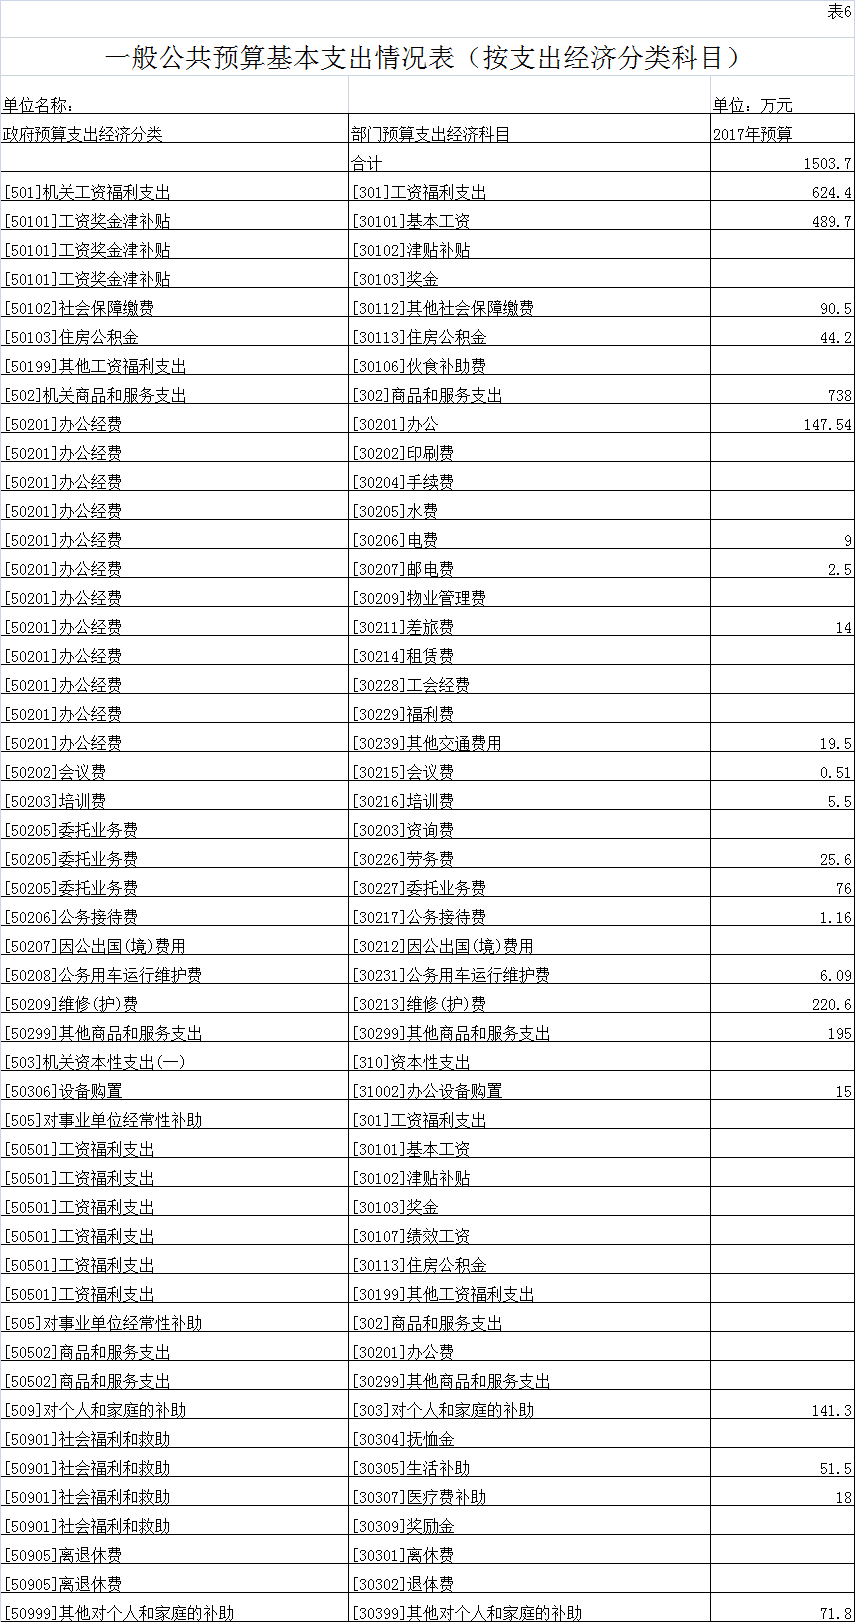 表6
一般公共预算基本支出情况表（按支出经济分类科目）
单位名称： 单位：万元
政府预算支出经济分类 部门预算支出经济科目 2017年预算
合计 1503.7
[501]机关工资福利支出 [301]工资福利支出 624.4
[50101]工资奖金津补贴 [30101]基本工资 489.7
[50101]工资奖金津补贴 [30102]津贴补贴
[50101]工资奖金津补贴 [30103]奖金
[50102]社会保障缴费 [30112]其他社会保障缴费 90.5
[50103]住房公积金 [30113]住房公积金 44.2
[50199]其他工资福利支出 [30106]伙食补助费
[502]机关商品和服务支出 [302]商品和服务支出 738
[50201]办公经费 [30201]办公 147.54
[50201]办公经费 [30202]印刷费
[50201]办公经费 [30204]手续费
[50201]办公经费 [30205]水费
[50201]办公经费 [30206]电费 9
[50201]办公经费 [30207]邮电费 2.5
[50201]办公经费 [30209]物业管理费
[50201]办公经费 [30211]差旅费 14
[50201]办公经费 [30214]租赁费
[50201]办公经费 [30228]工会经费
[50201]办公经费 [30229]福利费
[50201]办公经费 [30239]其他交通费用 19.5
[50202]会议费 [30215]会议费 0.51
[50203]培训费 [30216]培训费 5.5
[50205]委托业务费 [30203]资询费
[50205]委托业务费 [30226]劳务费 25.6
[50205]委托业务费 [30227]委托业务费 76
[50206]公务接待费 [30217]公务接待费 1.16
[50207]因公出国(境)费用 [30212]因公出国(境)费用
[50208]公务用车运行维护费 [30231]公务用车运行维护费 6.09
[50209]维修(护)费 [30213]维修(护)费 220.6
[50299]其他商品和服务支出 [30299]其他商品和服务支出 195
[503]机关资本性支出(一) [310]资本性支出
[50306]设备购置 [31002]办公设备购置 15
[505]对事业单位经常性补助 [301]工资福利支出
[50501]工资福利支出 [30101]基本工资
[50501]工资福利支出 [30102]津贴补贴
[50501]工资福利支出 [30103]奖金
[50501]工资福利支出 [30107]绩效工资
[50501]工资福利支出 [30113]住房公积金
[50501]工资福利支出 [30199]其他工资福利支出
[505]对事业单位经常性补助 [302]商品和服务支出
[50502]商品和服务支出 [30201]办公费
[50502]商品和服务支出 [30299]其他商品和服务支出
[509]对个人和家庭的补助 [303]对个人和家庭的补助 141.3
[50901]社会福利和救助 [30304]抚恤金
[50901]社会福利和救助 [30305]生活补助 51.5
[50901]社会福利和救助 [30307]医疗费补助 18
[50901]社会福利和救助 [30309]奖励金
[50905]离退休费 [30301]离休费
[50905]离退休费 [30302]退体费
[50999]其他对个人和家庭的补助 [30399]其他对个人和家庭的补助 71.8